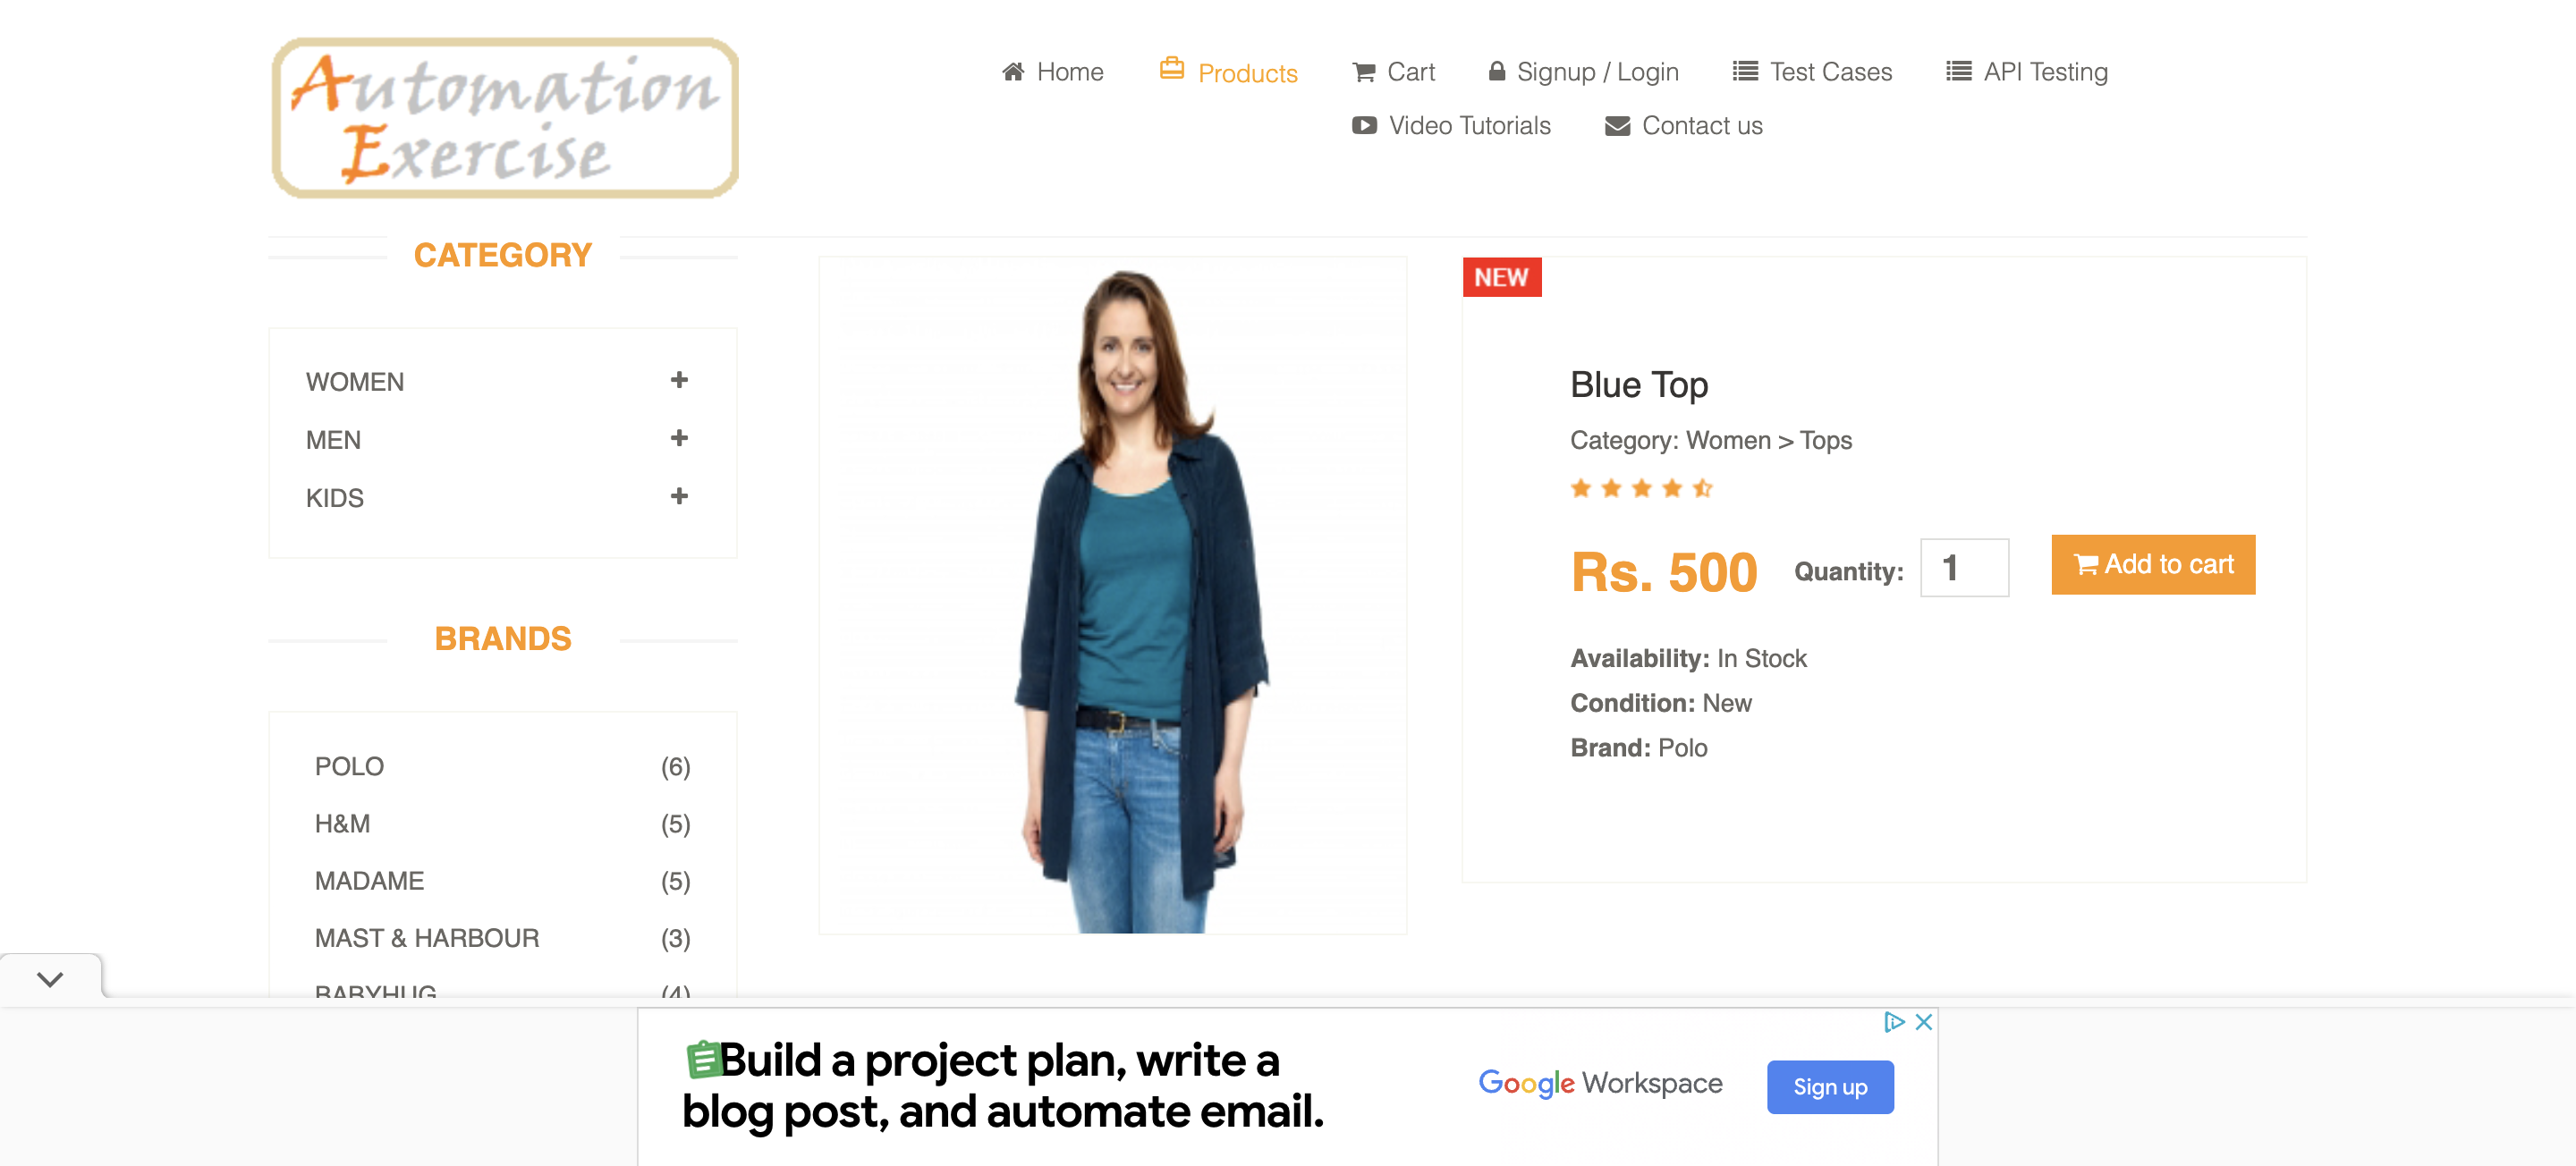 Automation
Exercise
Home
Products
Cart
Signup / Login
Test Cases
API Testing
Video Tutorials
Contact us
CATEGORY
WOMEN
MEN
KIDS
BRANDS
POLO (6)
H&M (5)
MADAME (5)
MAST & HARBOUR (3)
BABYHUG (4)
NEW
Blue Top
Category: Women > Tops
Rs. 500
Quantity: 1
Add to cart
Availability: In Stock
Condition: New
Brand: Polo
Build a project plan, write a
blog post, and automate email.
Google Workspace
Sign up